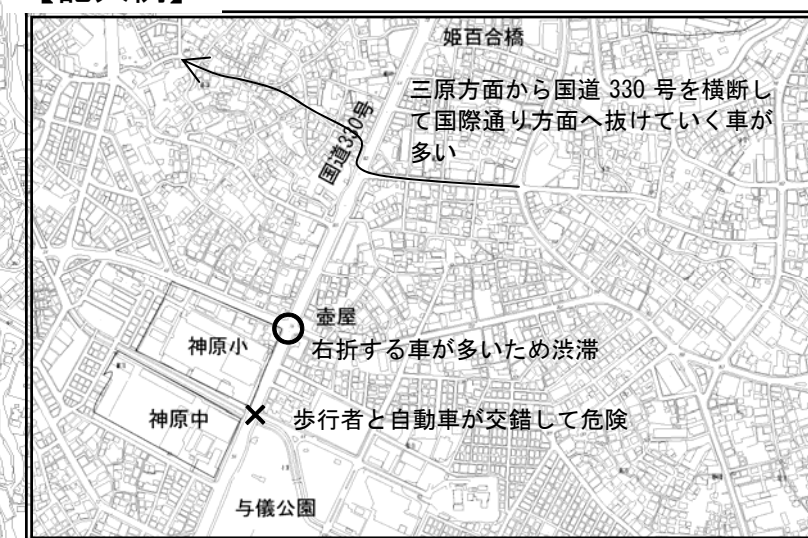 姫百合橋
三原方面から国道 330 号を横断し
て国際通り方面へ抜けていく車が
多い
国道330号
壺屋
右折する車が多いため渋滞
神原小
神原中
歩行者と自動車が交錯して危険
与儀公園